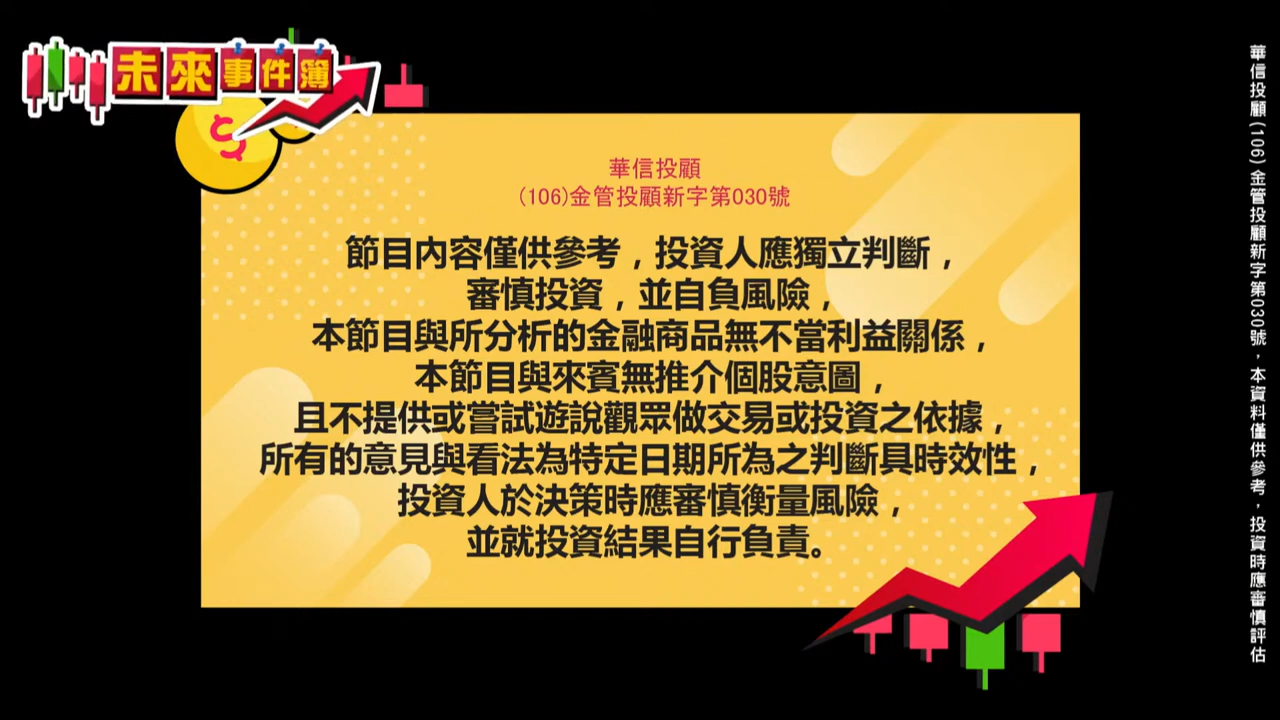 未來事件簿
華信投顧
(106)金管投顧新字第030號
節目內容僅供參考，投資人應獨立判斷，
審慎投資，並自負風險，
本節目與所分析的金融商品無不當利益關係，
本節目與來賓無推介個股意圖，
且不提供或嘗試遊說觀眾做交易或投資之依據，
所有的意見與看法為特定日期所為之判斷具時效性，
投資人於決策時應審慎衡量風險，
並就投資結果自行負責。
華信投顧(106)金管投顧新字第030號，本資料僅供參考，投資時應審慎評估